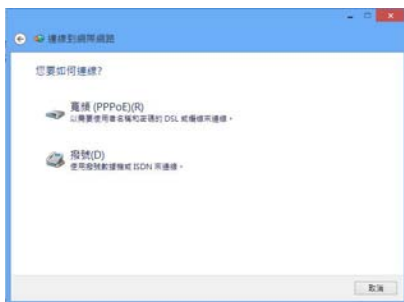 連線到網際網路
您要如何連線?
寬頻 (PPPoE)(R)
以需要使用者名稱和密碼的 DSL 或纜線來連線。
撥號(D)
使用撥號數據機或 ISDN 來連線。
取消